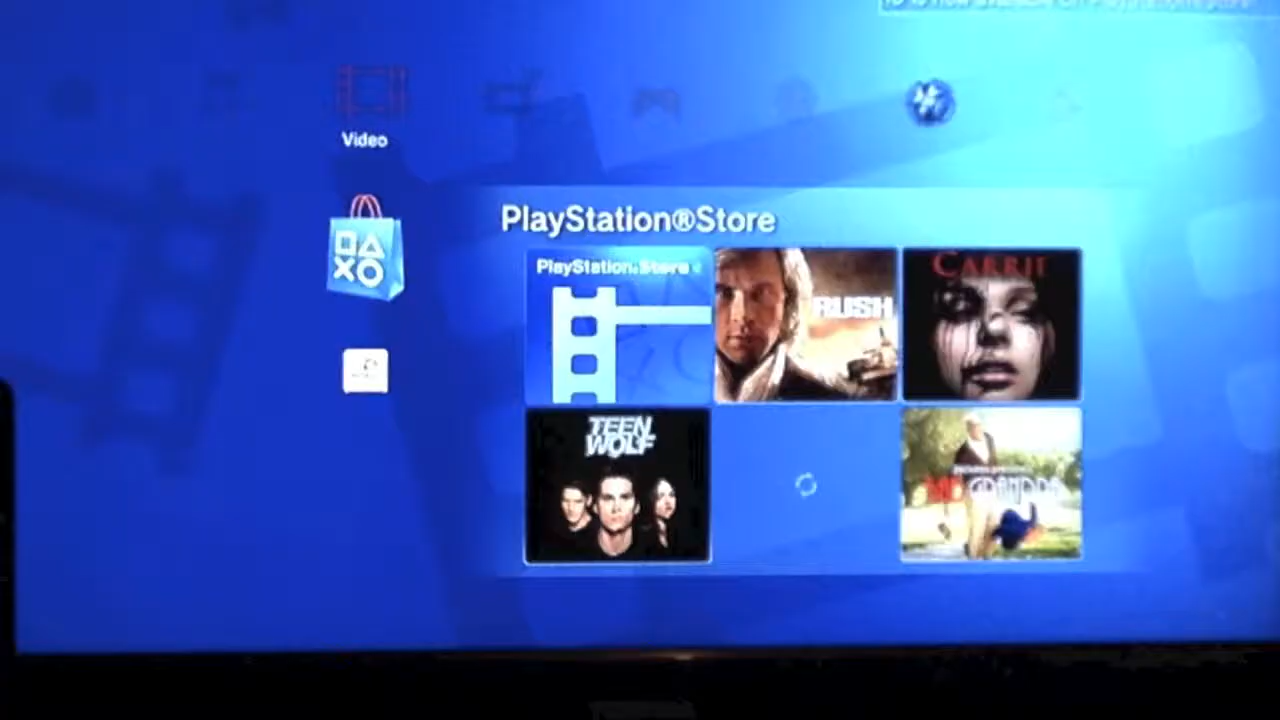 Video
PlayStation®Store
PlayStation Store
RUSH
CARRIE
TEEN
WOLF